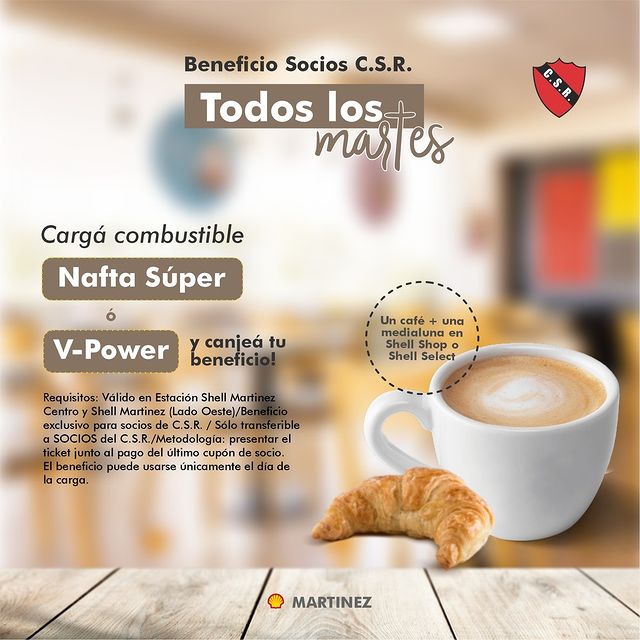 Beneficio Socios C.S.R.
C.S.R.
Todos los
martes
Cargá combustible
Nafta Súper
ó
V-Power
y canjeá tu
beneficio!
Un café + una
medialuna en
Shell Shop o
Shell Select
Requisitos: Válido en Estación Shell Martinez
Centro y Shell Martinez (Lado Oeste)/Beneficio
exclusivo para socios de C.S.R. / Sólo transferible
a SOCIOS del C.S.R./Metodología: presentar el
ticket junto al pago del último cupón de socio.
El beneficio puede usarse únicamente el día de
la carga.
MARTINEZ